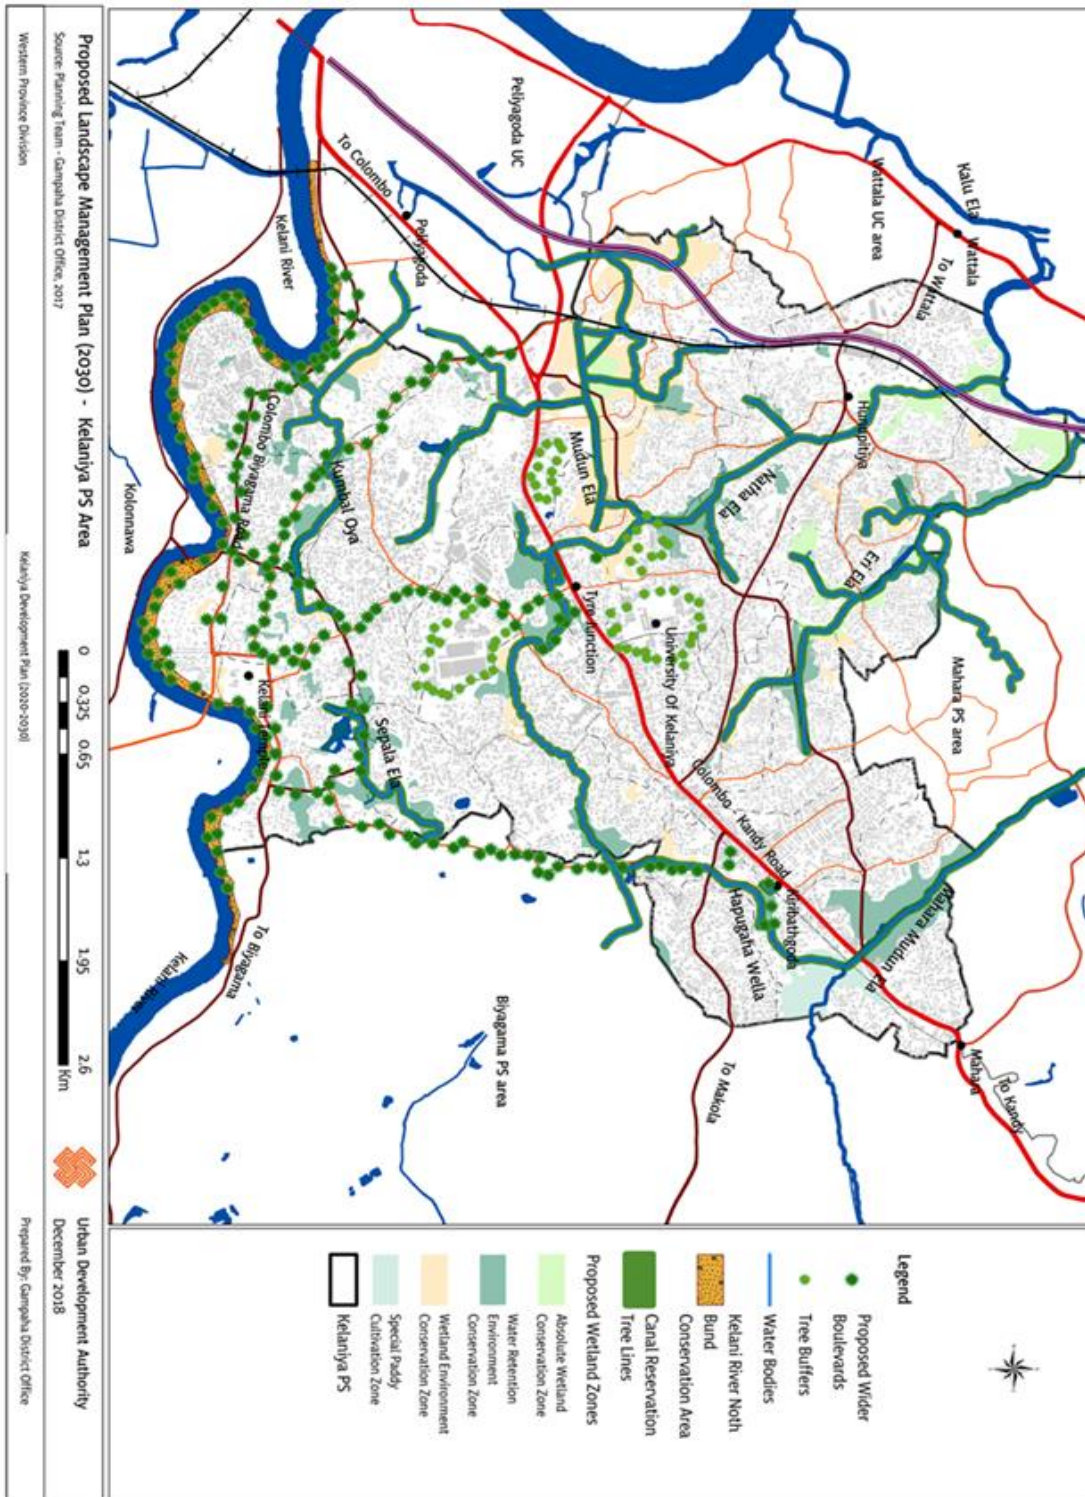 Kalu Ela
Wattala
Wattala UC area
To Wattala
Peliyagoda UC
To Colombo
Peliyagoda
Kelani River
Hunupitiya
Natha Ela
Mudun Ela
Eri Ela
Mahara PS area
Colombo Biyagama Road
Kumbal Oya
Kolonnawa
Tyre Junction
University Of Kelaniya
Kelani Temple
Sepala Ela
Colombo - Kandy Road
Kiribathgoda
Hapugaha Wella
Mahara Mudun Ela
Mahara
To Kandy
To Makola
Biyagama PS area
To Biyagama
Kelani River
Legend
Proposed Wider
Boulevards
Tree Buffers
Water Bodies
Kelani River Noth
Bund
Conservation Area
Canal Reservation
Tree Lines
Proposed Wetland Zones
Absolute Wetland
Conservation Zone
Water Retention
Environment
Conservation Zone
Wetland Environment
Conservation Zone
Special Paddy
Cultivation Zone
Kelaniya PS
Proposed Landscape Management Plan (2030) - Kelaniya PS Area
Source: Planning Team - Gampaha District Office, 2017
0 0.325 0.65 1.3 1.95 2.6
Km
Urban Development Authority
December 2018
Western Province Division
Kelaniya Development Plan (2020-2030)
Prepared By: Gampaha District Office